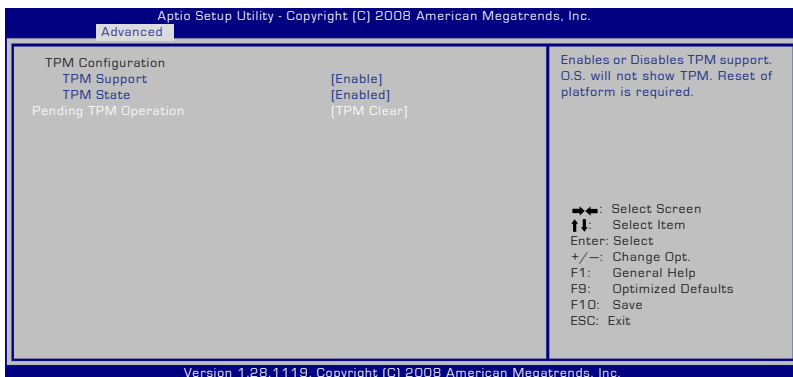 Aptio Setup Utility - Copyright (C) 2008 American Megatrends, Inc.
Advanced
TPM Configuration
TPM Support [Enable]
TPM State [Enabled]
Pending TPM Operation [TPM Clear]
Enables or Disables TPM support.
O.S. will not show TPM. Reset of
platform is required.
→←: Select Screen
↑↓: Select Item
Enter: Select
+/—: Change Opt.
F1: General Help
F9: Optimized Defaults
F10: Save
ESC: Exit
Version 1.28.1119. Copyright (C) 2008 American Megatrends, Inc.